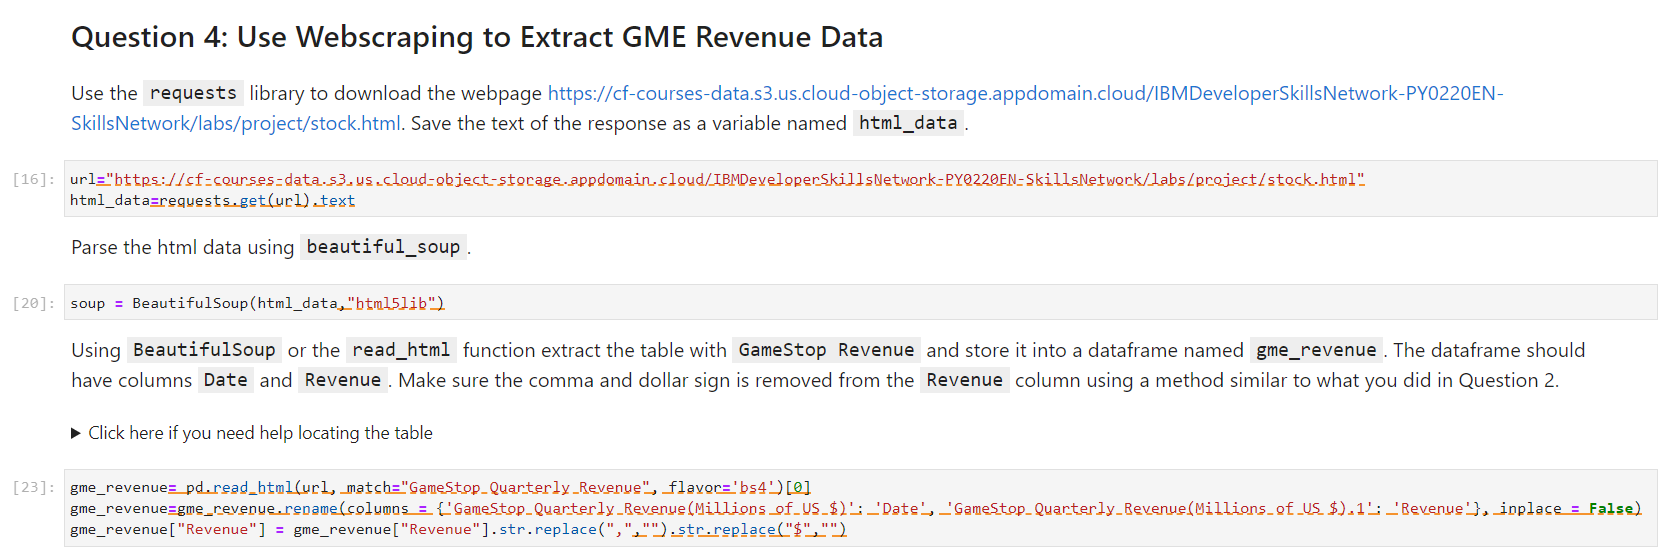 Question 4: Use Webscraping to Extract GME Revenue Data
Use the requests library to download the webpage https://cf-courses-data.s3.us.cloud-object-storage.appdomain.cloud/IBMDeveloperSkillsNetwork-PY0220EN-
SkillsNetwork/labs/project/stock.html. Save the text of the response as a variable named html_data.
[16]: url="https://cf-courses-data.s3.us.cloud-object-storage.appdomain.cloud/IBMDeveloperSkillsNetwork-PY0220EN-SkillsNetwork/labs/project/stock.html"
html_data=requests.get(url).text
Parse the html data using beautiful_soup.
[20]: soup = BeautifulSoup(html_data,"html5lib")
Using BeautifulSoup or the read_html function extract the table with GameStop Revenue and store it into a dataframe named gme_revenue. The dataframe should
have columns Date and Revenue. Make sure the comma and dollar sign is removed from the Revenue column using a method similar to what you did in Question 2.
▶ Click here if you need help locating the table
[23]: gme_revenue= pd.read_html(url, match="GameStop Quarterly Revenue", flavor='bs4')[0]
gme_revenue=gme_revenue.rename(columns = {'GameStop Quarterly Revenue(Millions of US $)': 'Date', 'GameStop Quarterly Revenue(Millions of US $).1': 'Revenue'}, inplace = False)
gme_revenue["Revenue"] = gme_revenue["Revenue"].str.replace(",","").str.replace("$","")